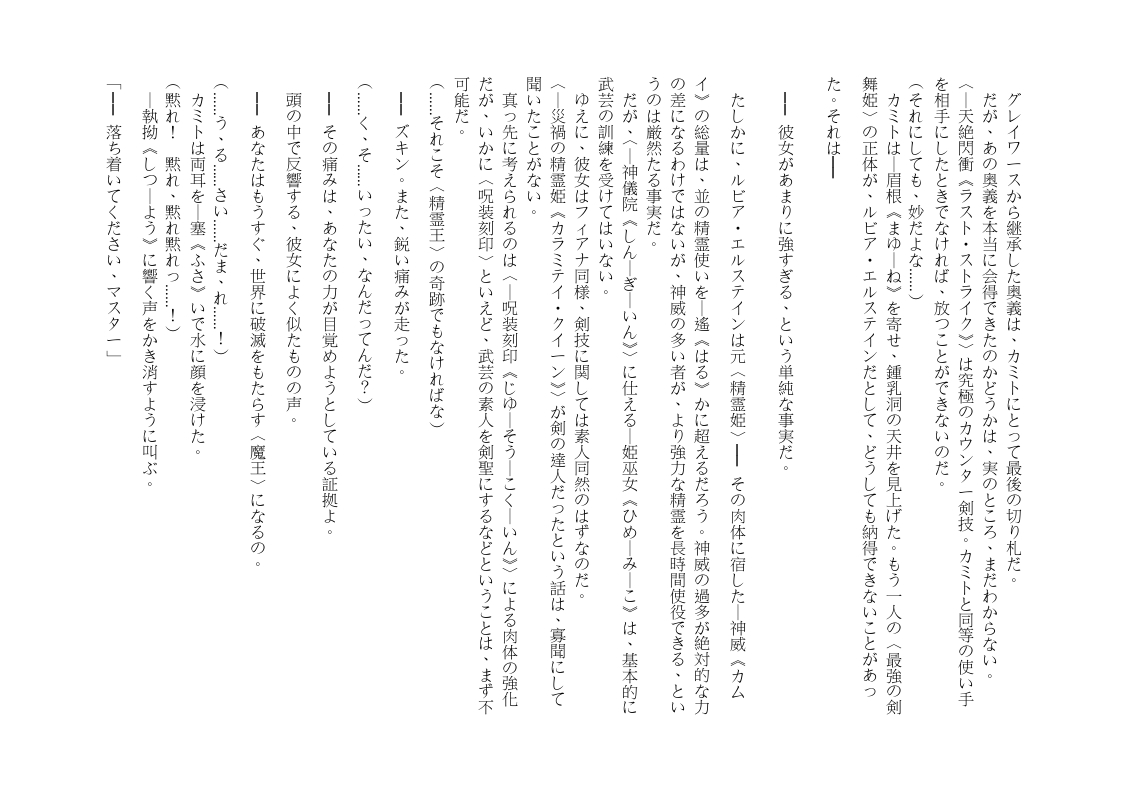 グレイワースから継承した奥義は、カミトにとって最後の切り札だ。
だが、あの奥義を本当に会得できたのかどうかは、実のところ、まだわからない。
〈｜天絶閃衝《ラスト・ストライク》〉は究極のカウンター剣技。カミトと同等の使い手
を相手にしたときでなければ、放つことができないのだ。
（それにしても、妙だよな……）
カミトは｜眉根《まゆ｜ね》を寄せ、鍾乳洞の天井を見上げた。もう一人の〈最強の剣
舞姫〉の正体が、ルビア・エルステインだとして、どうしても納得できないことがあっ
た。それは――
―― 彼女があまりに強すぎる、という単純な事実だ。
たしかに、ルビア・エルステインは元〈精霊姫〉―― その肉体に宿した｜神威《カム
イ》の総量は、並の精霊使いを｜遙《はる》かに超えるだろう。神威の過多が絶対的な力
の差になるわけではないが、神威の多い者が、より強力な精霊を長時間使役できる、とい
うのは厳然たる事実だ。
だが、〈｜神儀院《しん｜ぎ｜いん》〉に仕える｜姫巫女《ひめ｜み｜こ》は、基本的に
武芸の訓練を受けてはいない。
ゆえに、彼女はフィアナ同様、剣技に関しては素人同然のはずなのだ。
〈｜災禍の精霊姫《カラミティ・クイーン》〉が剣の達人だったという話は、寡聞にして
聞いたことがない。
真っ先に考えられるのは〈｜呪装刻印《じゆ｜そう｜こく｜いん》〉による肉体の強化
だが、いかに〈呪装刻印〉といえど、武芸の素人を剣聖にするなどということは、まず不
可能だ。
（……それこそ〈精霊王〉の奇跡でもなければな）
―― ズキン。また、鋭い痛みが走った。
（……く、そ……いったい、なんだってんだ？）
―― その痛みは、あなたの力が目覚めようとしている証拠よ。
頭の中で反響する、彼女によく似たものの声。
―― あなたはもうすぐ、世界に破滅をもたらす〈魔王〉になるの。
（……う、る……さい……だま、れ……！）
カミトは両耳を｜塞《ふさ》いで水に顔を浸けた。
（黙れ！　黙れ、黙れ黙れっ……！）
｜執拗《しつ｜よう》に響く声をかき消すように叫ぶ。
「―― 落ち着いてください、マスター」